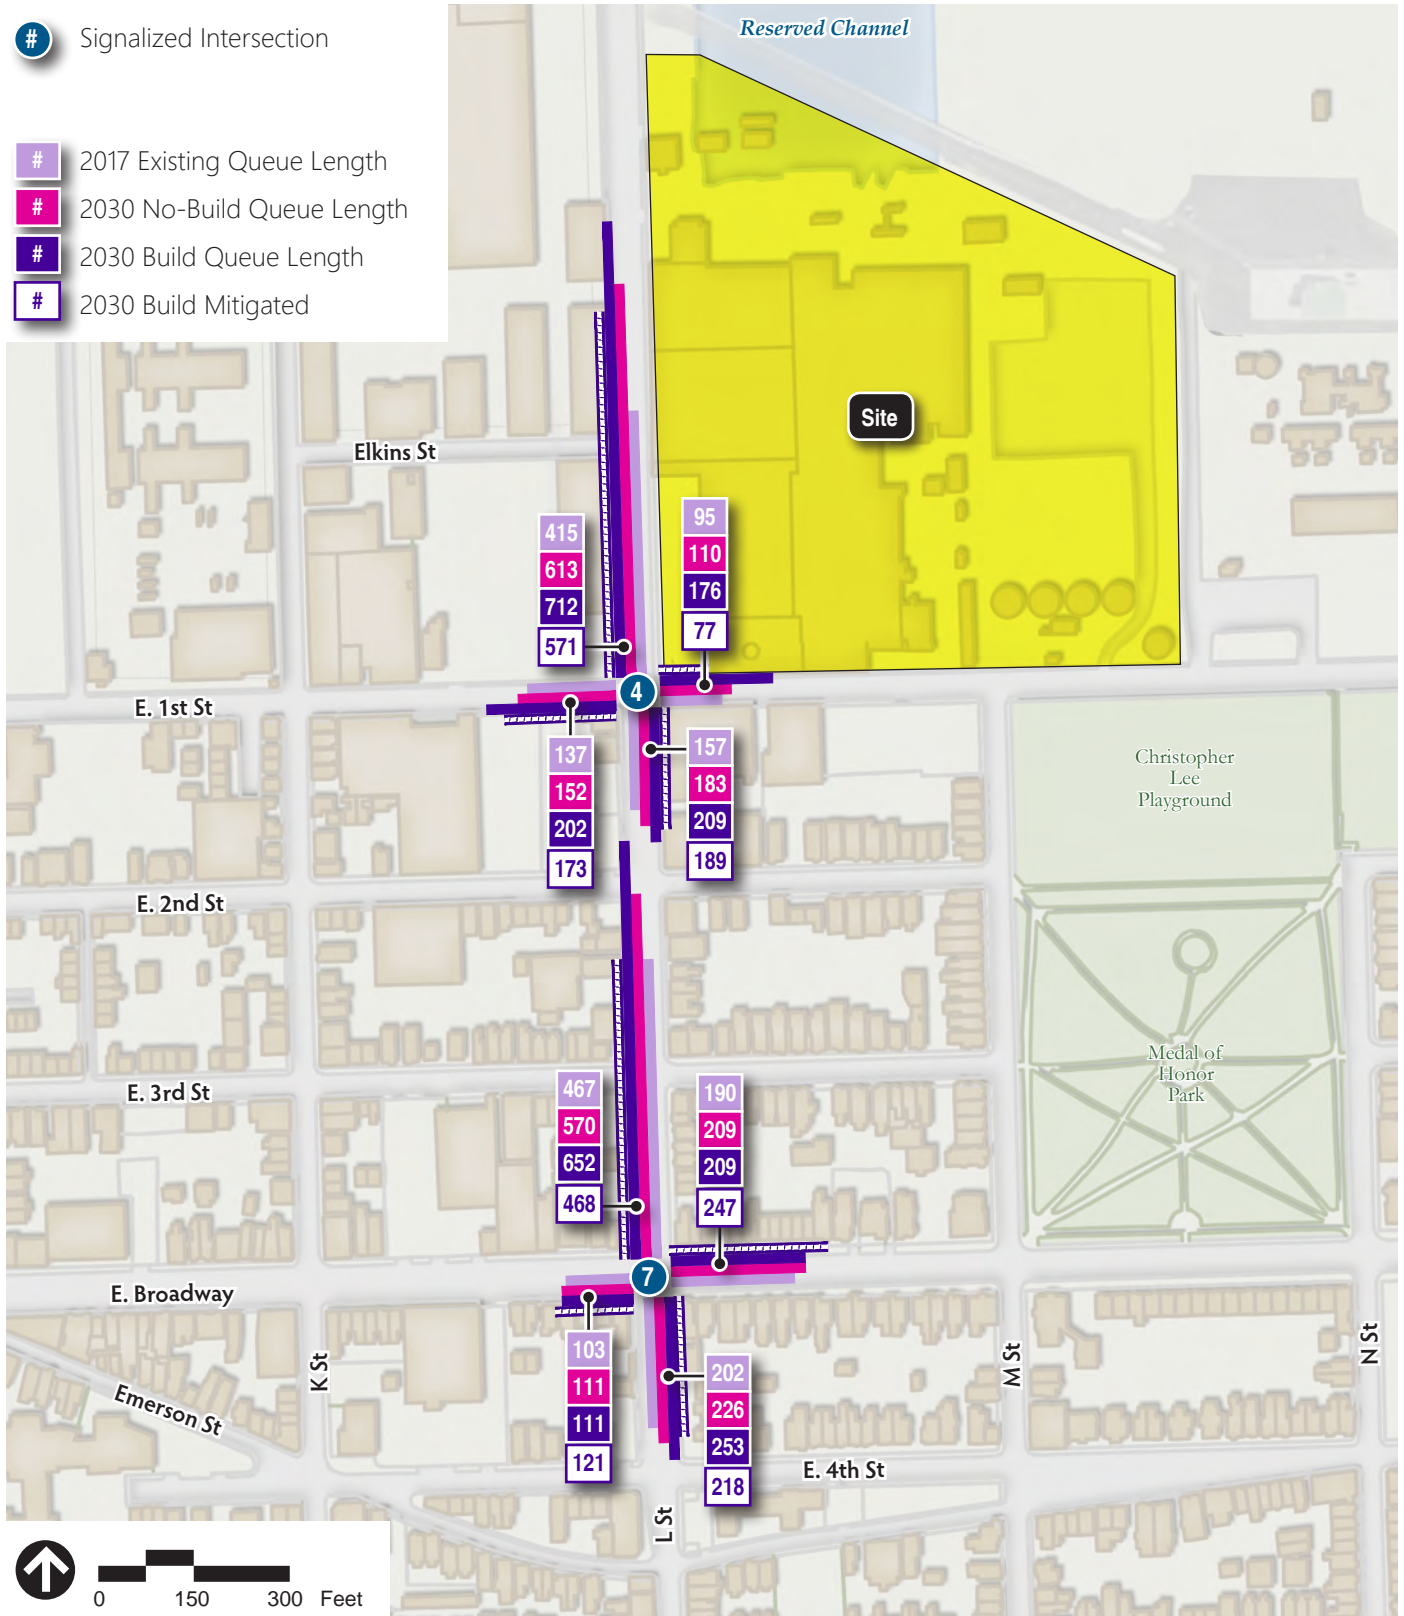 Reserved Channel
# Signalized Intersection
# 2017 Existing Queue Length
# 2030 No-Build Queue Length
# 2030 Build Queue Length
# 2030 Build Mitigated
Site
Elkins St
415
613
712
571
95
110
176
77
4
E. 1st St
137
152
202
173
157
183
209
189
Christopher
Lee
Playground
E. 2nd St
Medal of
Honor
Park
E. 3rd St
467
570
652
468
190
209
209
247
7
E. Broadway
103
111
111
121
202
226
253
218
K St
Emerson St
M St
N St
E. 4th St
L St
0 150 300 Feet